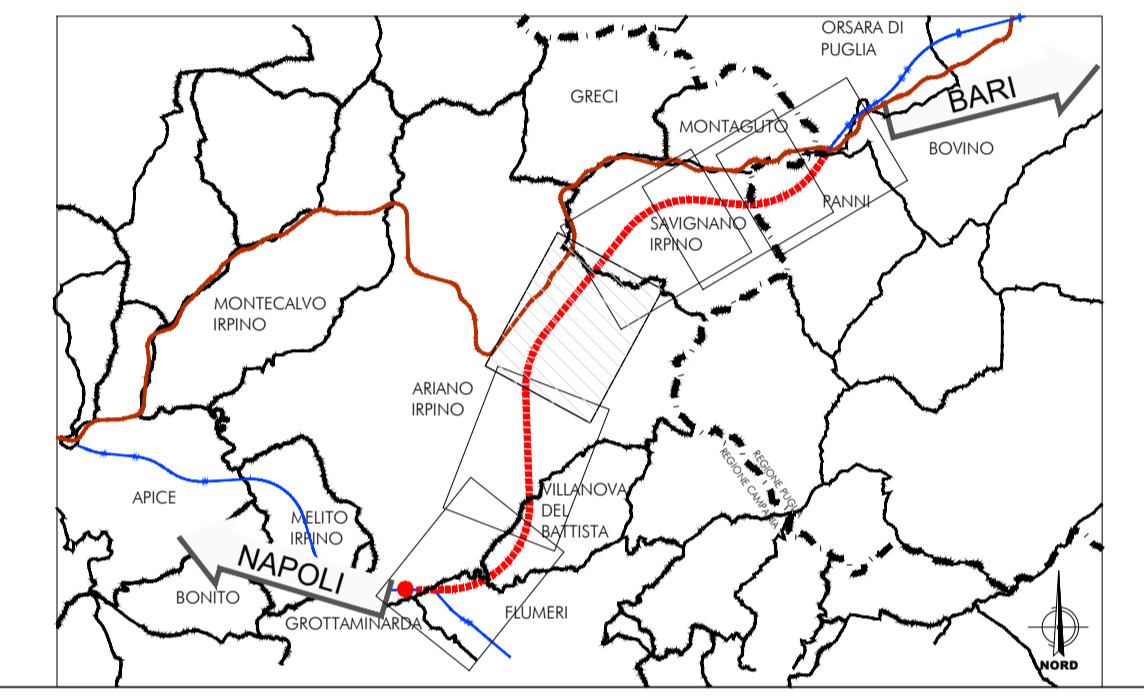 ORSARA DI
PUGLIA
GRECI
BARI
MONTAGUTO
BOVINO
PANNI
SAVIGNANO
IRPINO
MONTECALVO
IRPINO
ARIANO
IRPINO
REGIONE PUGLIA
REGIONE CAMPANIA
APICE
VILLANOVA
DEL
BATTISTA
MELITO
IRPINO
NAPOLI
BONITO
GROTTAMINARDA
FLUMERI
NORD